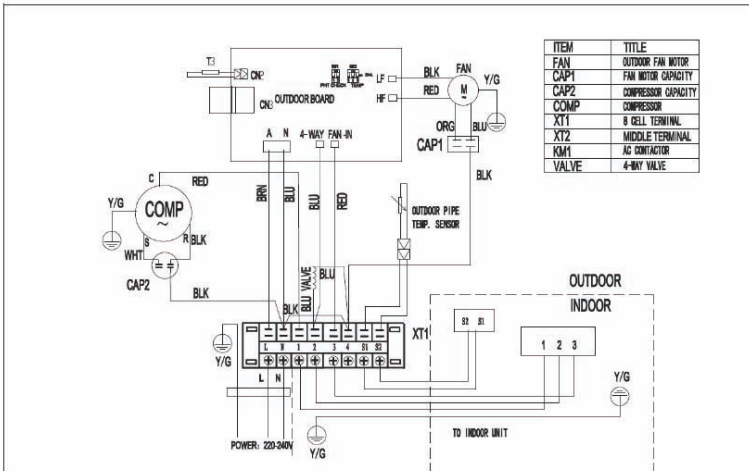 T3
CN2
CN3
OUTDOOR BOARD
PHT CHECK
TEMP
LF
HF
BLK
RED
FAN
M
~
Y/G
ORG
BLU
CAP1
BLK
A N 4-WAY FAN-IN
C
RED
BRN
BLU
BLU
RED
Y/G
COMP
~
S
R
BLK
WHT
CAP2
BLK
BLK
BLU
VALVE
BLU
OUTDOOR PIPE
TEMP. SENSOR
XT1
L N 1 2 3 4 S1 S2
Y/G
L N
POWER: 220-240V
Y/G
OUTDOOR
INDOOR
S2 S1
1 2 3
Y/G
TO INDOOR UNIT
ITEM TITLE
FAN OUTDOOR FAN MOTOR
CAP1 FAN MOTOR CAPACITY
CAP2 COMPRESSOR CAPACITY
COMP COMPRESSOR
XT1 8 CELL TERMINAL
XT2 MIDDLE TERMINAL
KM1 AC CONTACTOR
VALVE 4-WAY VALVE